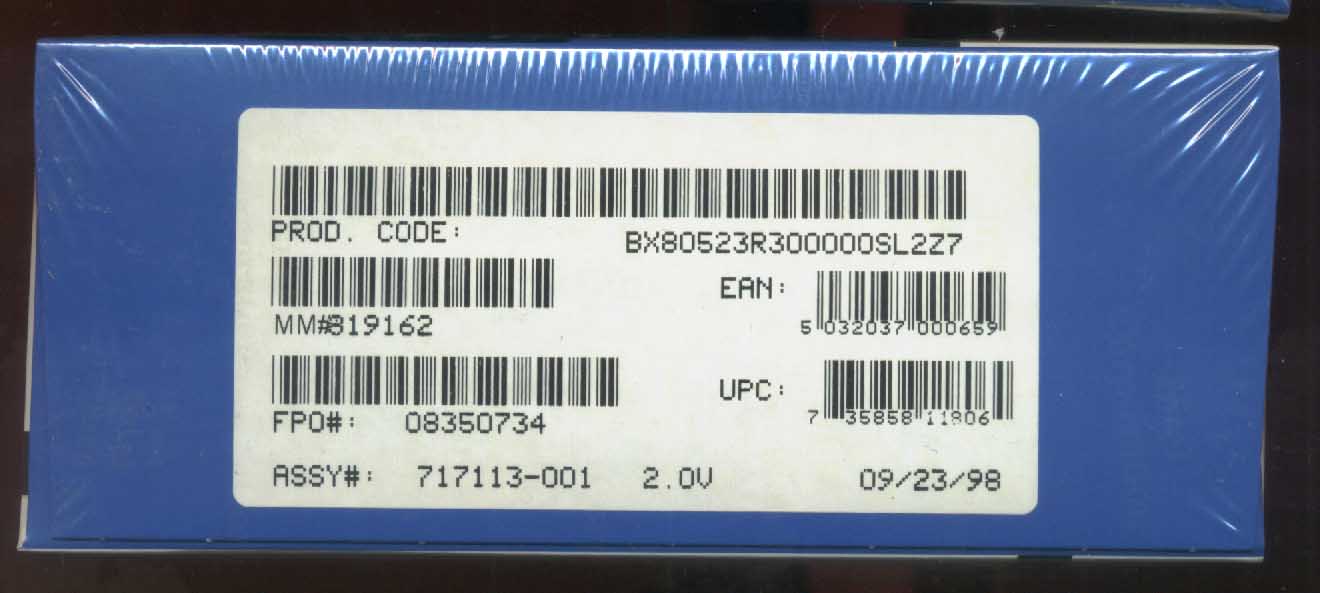 PROD. CODE: BX80523R300000SL2Z7
MM#819162
EAN: 5 032037 000659
FPO#: 08350734
UPC: 7 35858 11806
ASSY#: 717113-001 2.0V 09/23/98